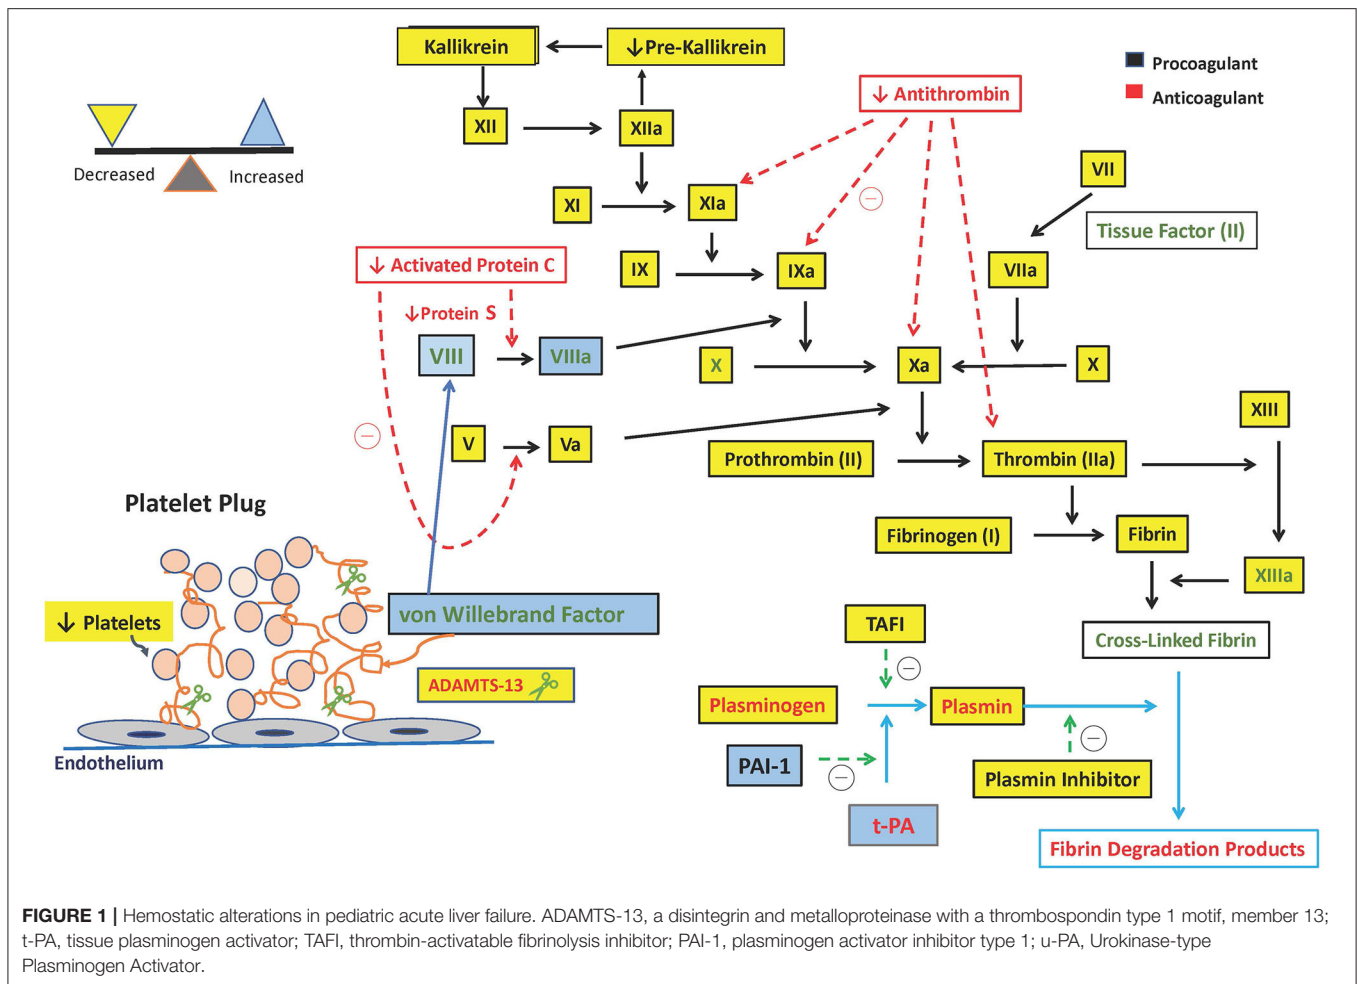 Kallikrein
↓Pre-Kallikrein
Procoagulant
Anticoagulant
↓ Antithrombin
Decreased
Increased
XII
XIIa
VII
XI
XIa
⊖
Tissue Factor (II)
↓ Activated Protein C
IX
IXa
VIIa
↓Protein S
VIII
VIIIa
X
Xa
X
XIII
⊖
V
Va
Prothrombin (II)
Thrombin (IIa)
Platelet Plug
Fibrinogen (I)
Fibrin
XIIIa
↓ Platelets
von Willebrand Factor
TAFI
Cross-Linked Fibrin
⊖
ADAMTS-13
Plasminogen
Plasmin
⊖
Endothelium
PAI-1
⊖
Plasmin Inhibitor
t-PA
Fibrin Degradation Products
FIGURE 1 | Hemostatic alterations in pediatric acute liver failure. ADAMTS-13, a disintegrin and metalloproteinase with a thrombospondin type 1 motif, member 13;
t-PA, tissue plasminogen activator; TAFI, thrombin-activatable fibrinolysis inhibitor; PAI-1, plasminogen activator inhibitor type 1; u-PA, Urokinase-type
Plasminogen Activator.